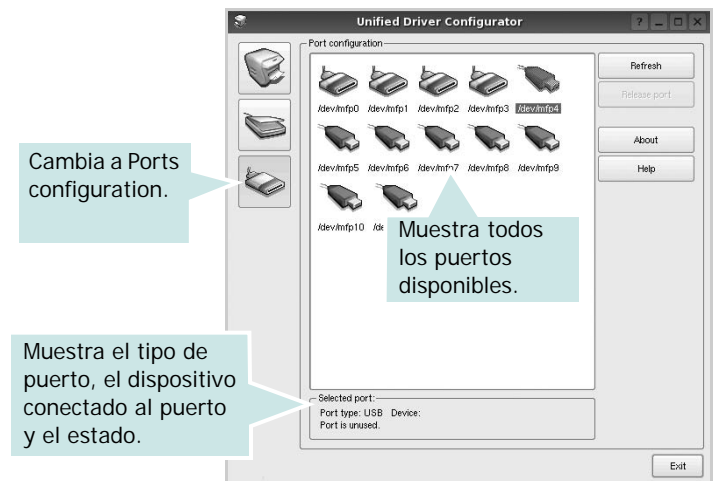 Unified Driver Configurator
Port configuration
/dev/mfp0 /dev/mfp1 /dev/mfp2 /dev/mfp3 /dev/mfp4
/dev/mfp5 /dev/mfp6 /dev/mfp7 /dev/mfp8 /dev/mfp9
/dev/mfp10
Refresh
Release port
About
Help
Cambia a Ports
configuration.
Muestra todos
los puertos
disponibles.
Muestra el tipo de
puerto, el dispositivo
conectado al puerto
y el estado.
Selected port:
Port type: USB Device:
Port is unused.
Exit